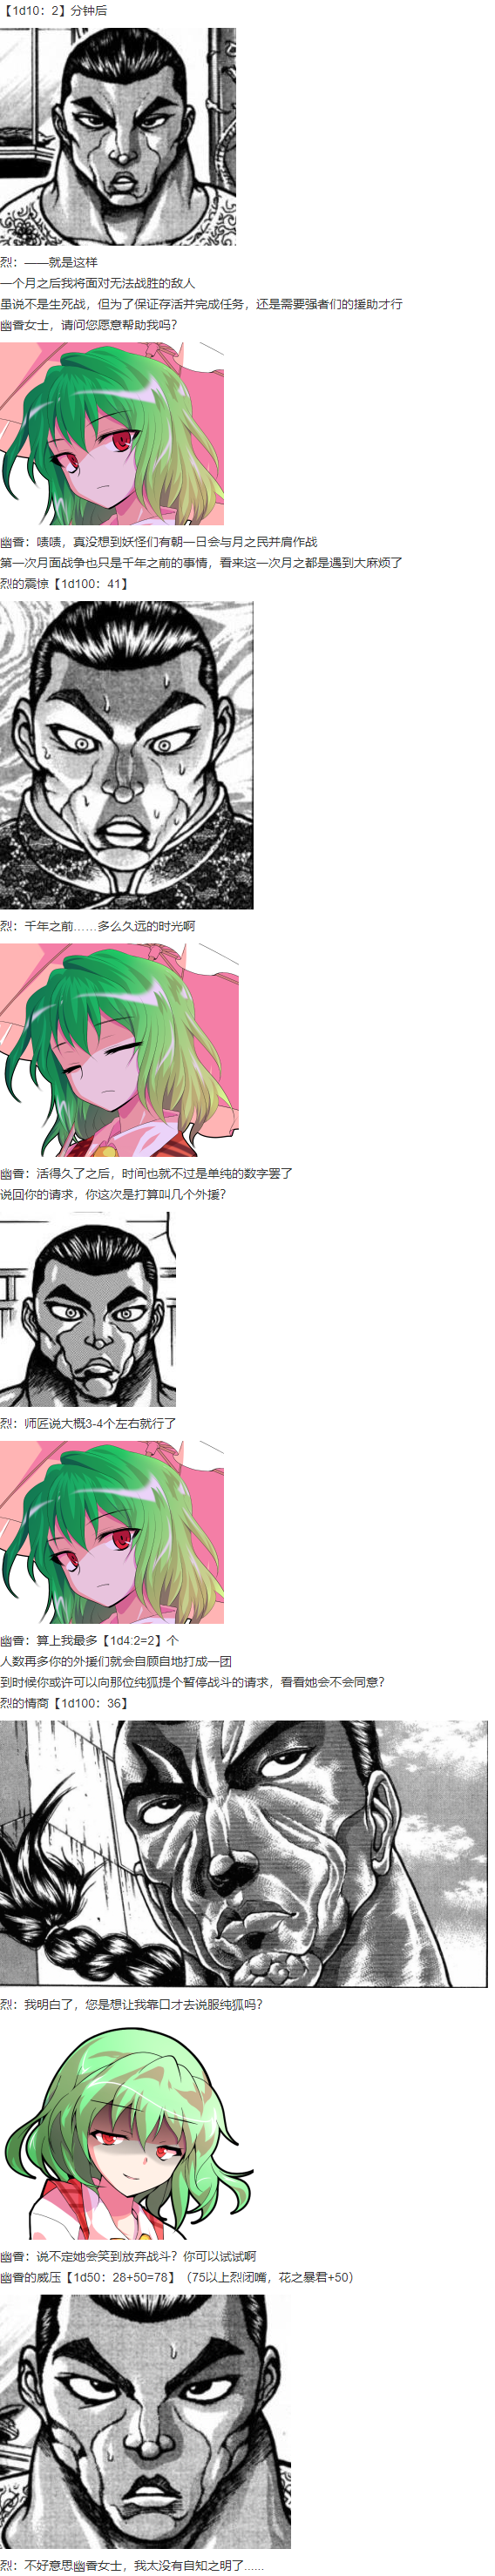 【1d10：2】分钟后
烈：——就是这样
一个月之后我将面对无法战胜的敌人
虽说不是生死战，但为了保证存活并完成任务，还是需要强者们的援助才行
幽香女士，请问您愿意帮助我吗？
幽香：啧啧，真没想到妖怪们有朝一日会与月之民并肩作战
第一次月面战争也只是千年之前的事情，看来这一次月之都是遇到大麻烦了
烈的震惊【1d100：41】
烈：千年之前……多么久远的时光啊
幽香：活得久了之后，时间也就不过是单纯的数字罢了
说回你的请求，你这次是打算叫几个外援？
烈：师匠说大概3-4个左右就行了
幽香：算上我最多【1d4:2=2】个
人数再多你的外援们就会自顾自地打成一团
到时候你或许可以向那位纯狐提个暂停战斗的请求，看看她会不会同意？
烈的情商【1d100：36】
烈：我明白了，您是想让我靠口才去说服纯狐吗？
幽香：说不定她会笑到放弃战斗？你可以试试啊
幽香的威压【1d50：28+50=78】（75以上烈闭嘴，花之暴君+50）
烈：不好意思幽香女士，我太没有自知之明了......